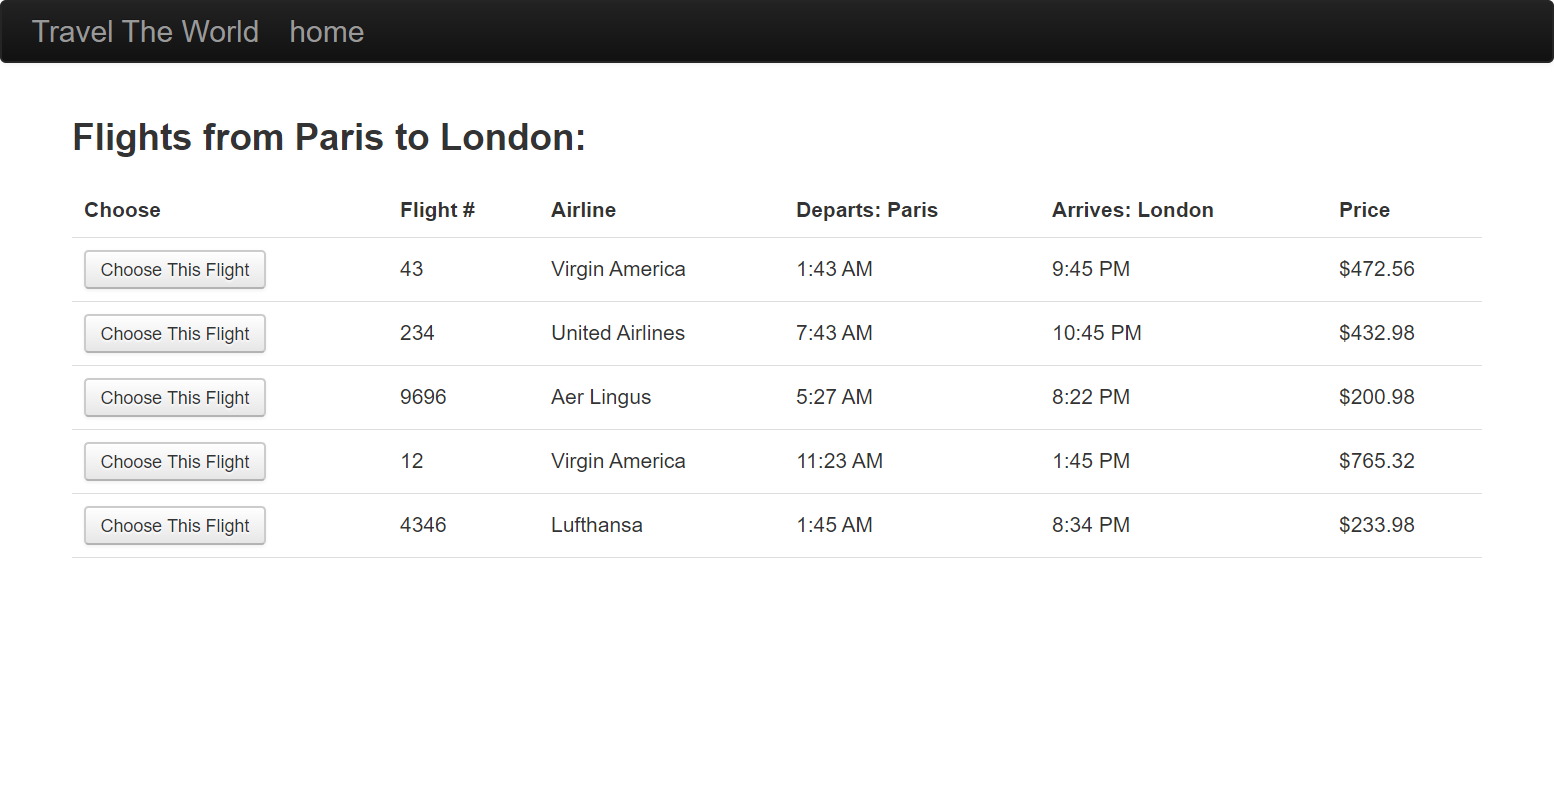 Travel The World home
Flights from Paris to London:
Choose Flight # Airline Departs: Paris Arrives: London Price
Choose This Flight 43 Virgin America 1:43 AM 9:45 PM $472.56
Choose This Flight 234 United Airlines 7:43 AM 10:45 PM $432.98
Choose This Flight 9696 Aer Lingus 5:27 AM 8:22 PM $200.98
Choose This Flight 12 Virgin America 11:23 AM 1:45 PM $765.32
Choose This Flight 4346 Lufthansa 1:45 AM 8:34 PM $233.98